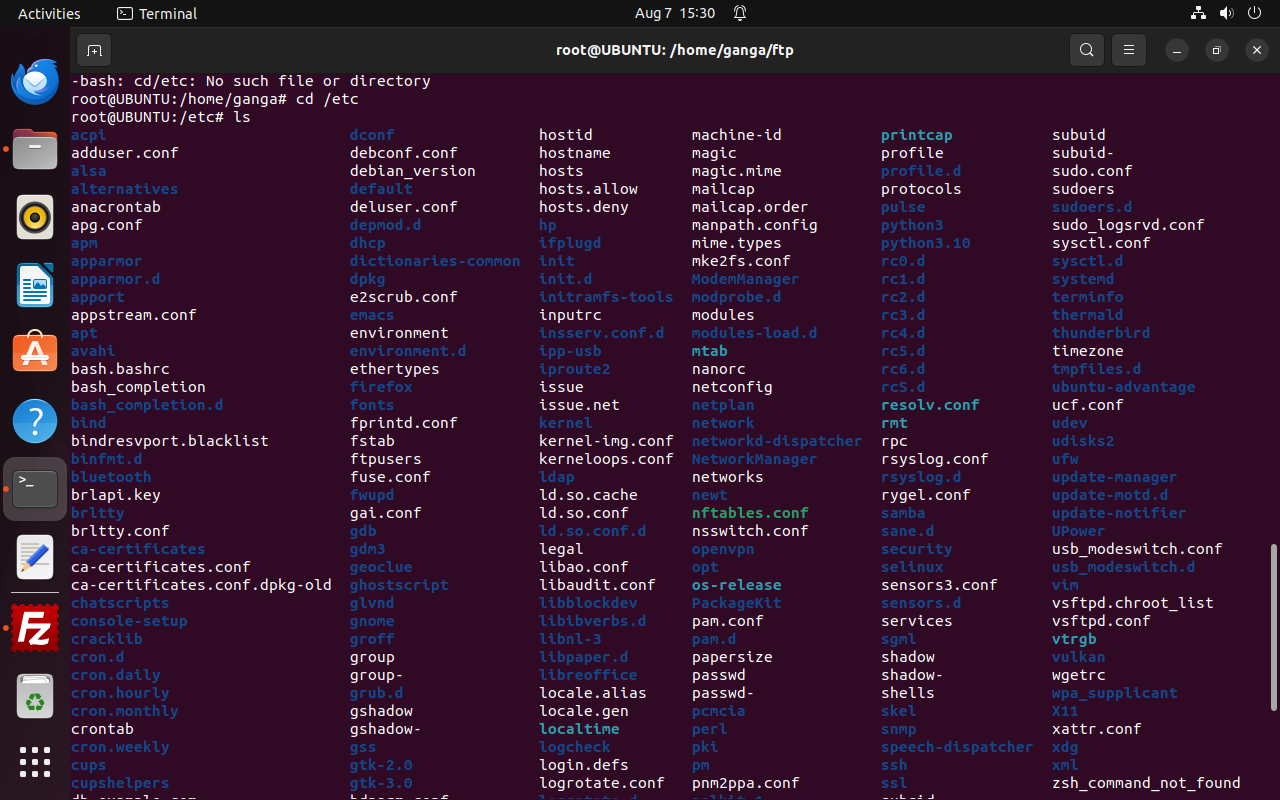 Activities Terminal Aug 7 15:30
root@UBUNTU: /home/ganga/ftp
-bash: cd/etc: No such file or directory
root@UBUNTU:/home/ganga# cd /etc
root@UBUNTU:/etc# ls
acpi dconf hostid machine-id printcap subuid
adduser.conf debconf.conf hostname magic profile subuid-
alsa debian_version hosts magic.mime profile.d sudo.conf
alternatives default hosts.allow mailcap protocols sudoers
anacrontab deluser.conf hosts.deny mailcap.order pulse sudoers.d
apg.conf depmod.d hp manpath.config python3 sudo_logsrvd.conf
apm dhcp ifplugd mime.types python3.10 sysctl.conf
apparmor dictionaries-common init mke2fs.conf rc0.d sysctl.d
apparmor.d dpkg init.d ModemManager rc1.d systemd
apport e2scrub.conf initramfs-tools modprobe.d rc2.d terminfo
appstream.conf emacs inputrc modules rc3.d thermald
apt environment insserv.conf.d modules-load.d rc4.d thunderbird
avahi environment.d ipp-usb mtab rc5.d timezone
bash.bashrc ethertypes iproute2 nanorc rc6.d tmpfiles.d
bash_completion firefox issue netconfig rcS.d ubuntu-advantage
bash_completion.d fonts issue.net netplan resolv.conf ucf.conf
bind fprintd.conf kernel network rmt udev
bindresvport.blacklist fstab kernel-img.conf networkd-dispatcher rpc udisks2
binfmt.d ftpusers kerneloops.conf NetworkManager rsyslog.conf ufw
bluetooth fuse.conf ldap networks rsyslog.d update-manager
brlapi.key fwupd ld.so.cache newt rygel.conf update-motd.d
brltty gai.conf ld.so.conf nftables.conf samba update-notifier
brltty.conf gdb ld.so.conf.d nsswitch.conf sane.d UPower
ca-certificates gdm3 legal openvpn security usb_modeswitch.conf
ca-certificates.conf geoclue libao.conf opt selinux usb_modeswitch.d
ca-certificates.conf.dpkg-old ghostscript libaudit.conf os-release sensors3.conf vim
chatscripts glvnd libblockdev PackageKit sensors.d vsftpd.chroot_list
console-setup gnome libibverbs.d pam.conf services vsftpd.conf
cracklib groff libnl-3 pam.d sgml vtrgb
cron.d group libpaper.d papersize shadow vulkan
cron.daily group- libreoffice passwd shadow- wgetrc
cron.hourly grub.d locale.alias passwd- shells wpa_supplicant
cron.monthly gshadow locale.gen pcmcia skel X11
crontab gshadow- localtime perl snmp xattr.conf
cron.weekly gss logcheck pki speech-dispatcher xdg
cups gtk-2.0 login.defs pm ssh xml
cupshelpers gtk-3.0 logrotate.conf pnm2ppa.conf ssl zsh_command_not_found